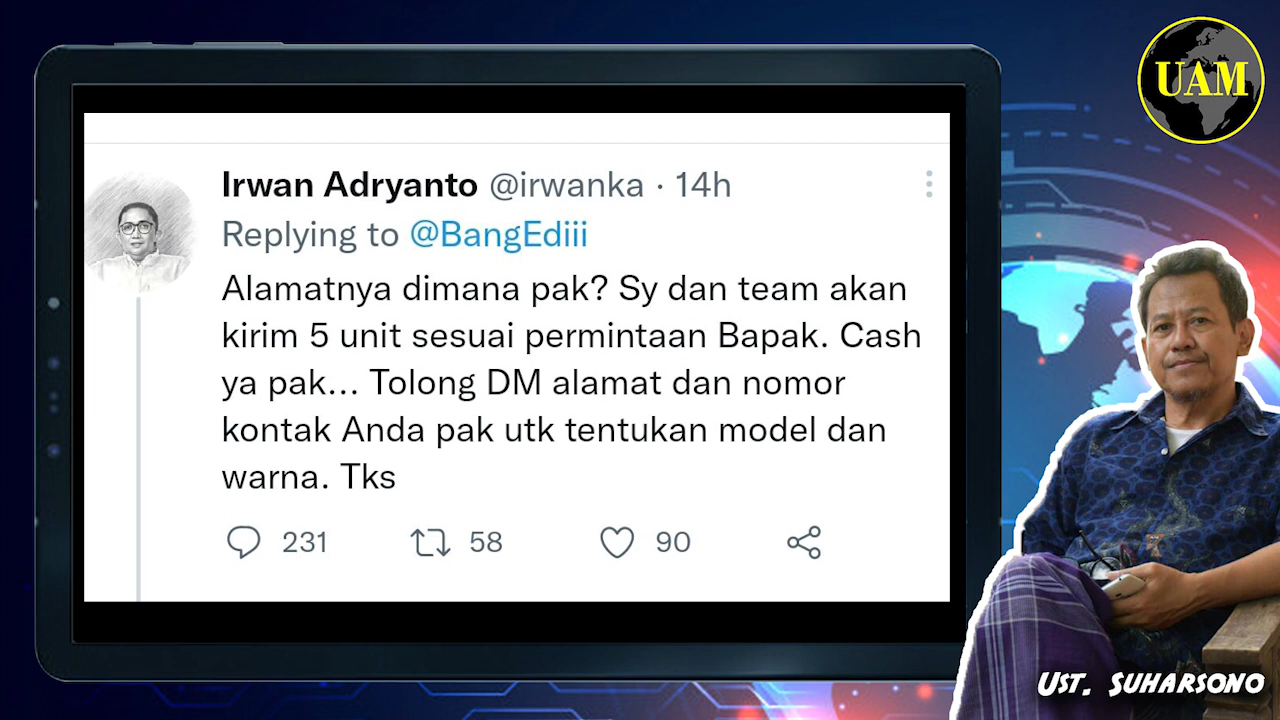 UAM
Irwan Adryanto @irwanka · 14h
Replying to @BangEdiii
Alamatnya dimana pak? Sy dan team akan
kirim 5 unit sesuai permintaan Bapak. Cash
ya pak... Tolong DM alamat dan nomor
kontak Anda pak utk tentukan model dan
warna. Tks
231 58 90
UST. SUHARSONO